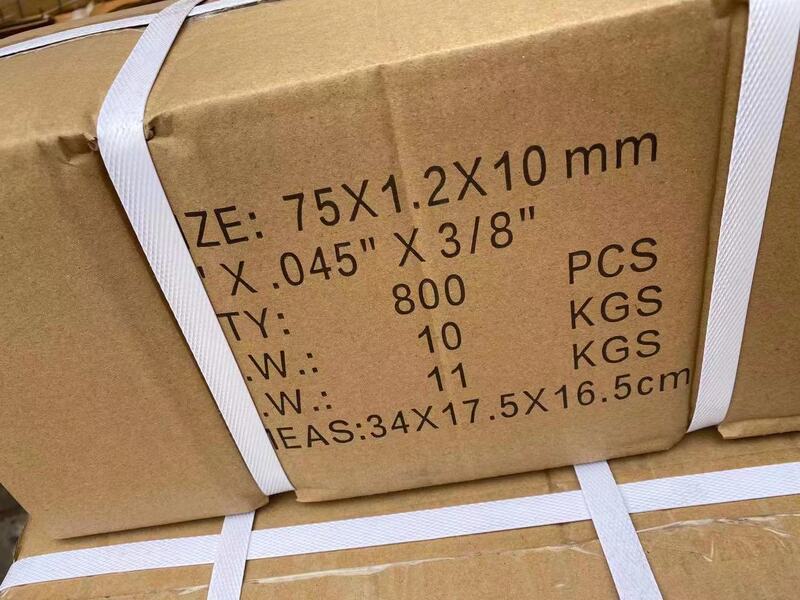 ZE: 75X1.2X10 mm
" X .045" X 3/8"
TY: 800 PCS
.W.: 10 KGS
.W.: 11 KGS
EAS:34X17.5X16.5cm